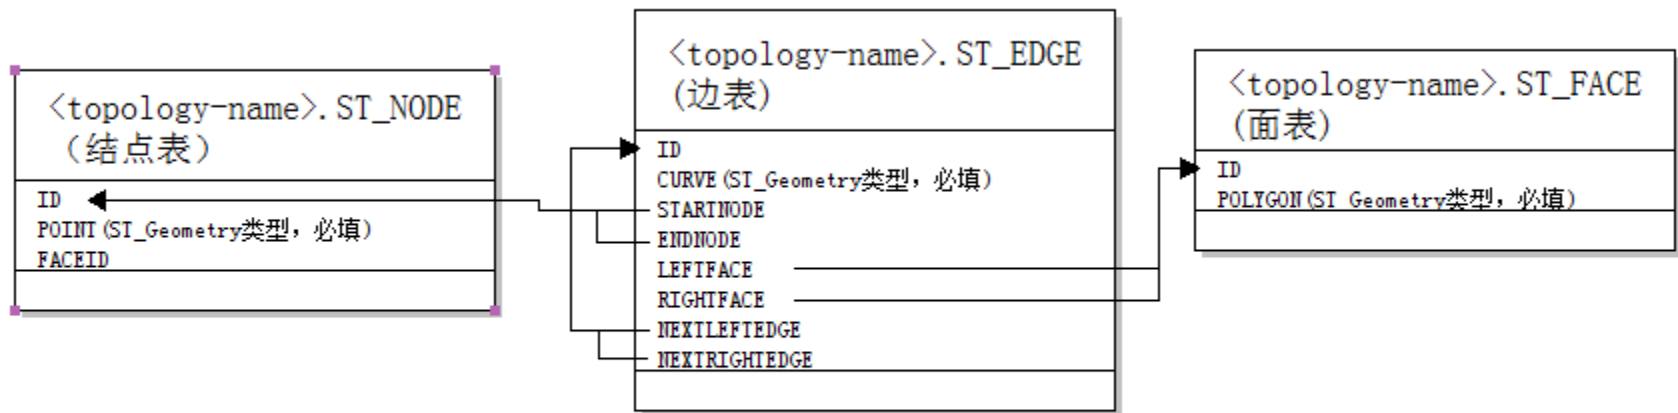 <topology-name>.ST_NODE
（结点表）
ID
POINT(ST_Geometry类型，必填)
FACEID
<topology-name>.ST_EDGE
(边表)
ID
CURVE(ST_Geometry类型，必填)
STARTNODE
ENDNODE
LEFTFACE
RIGHTFACE
NEXTLEFTEDGE
NEXTRIGHTEDGE
<topology-name>.ST_FACE
(面表)
ID
POLYGON(ST_Geometry类型，必填)